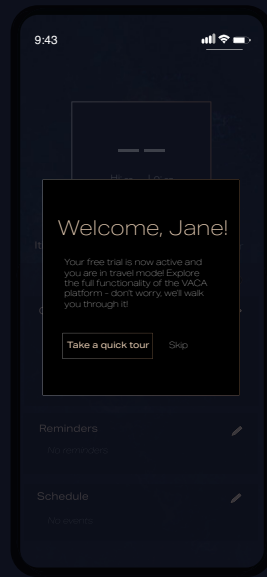 9:43
Welcome, Jane!
Your free trial is now active and
you are in travel mode! Explore
the full functionality of the VACA
platform - don't worry, we'll walk
you through it!
Take a quick tour
Skip
Reminders
No reminders
Schedule
No events